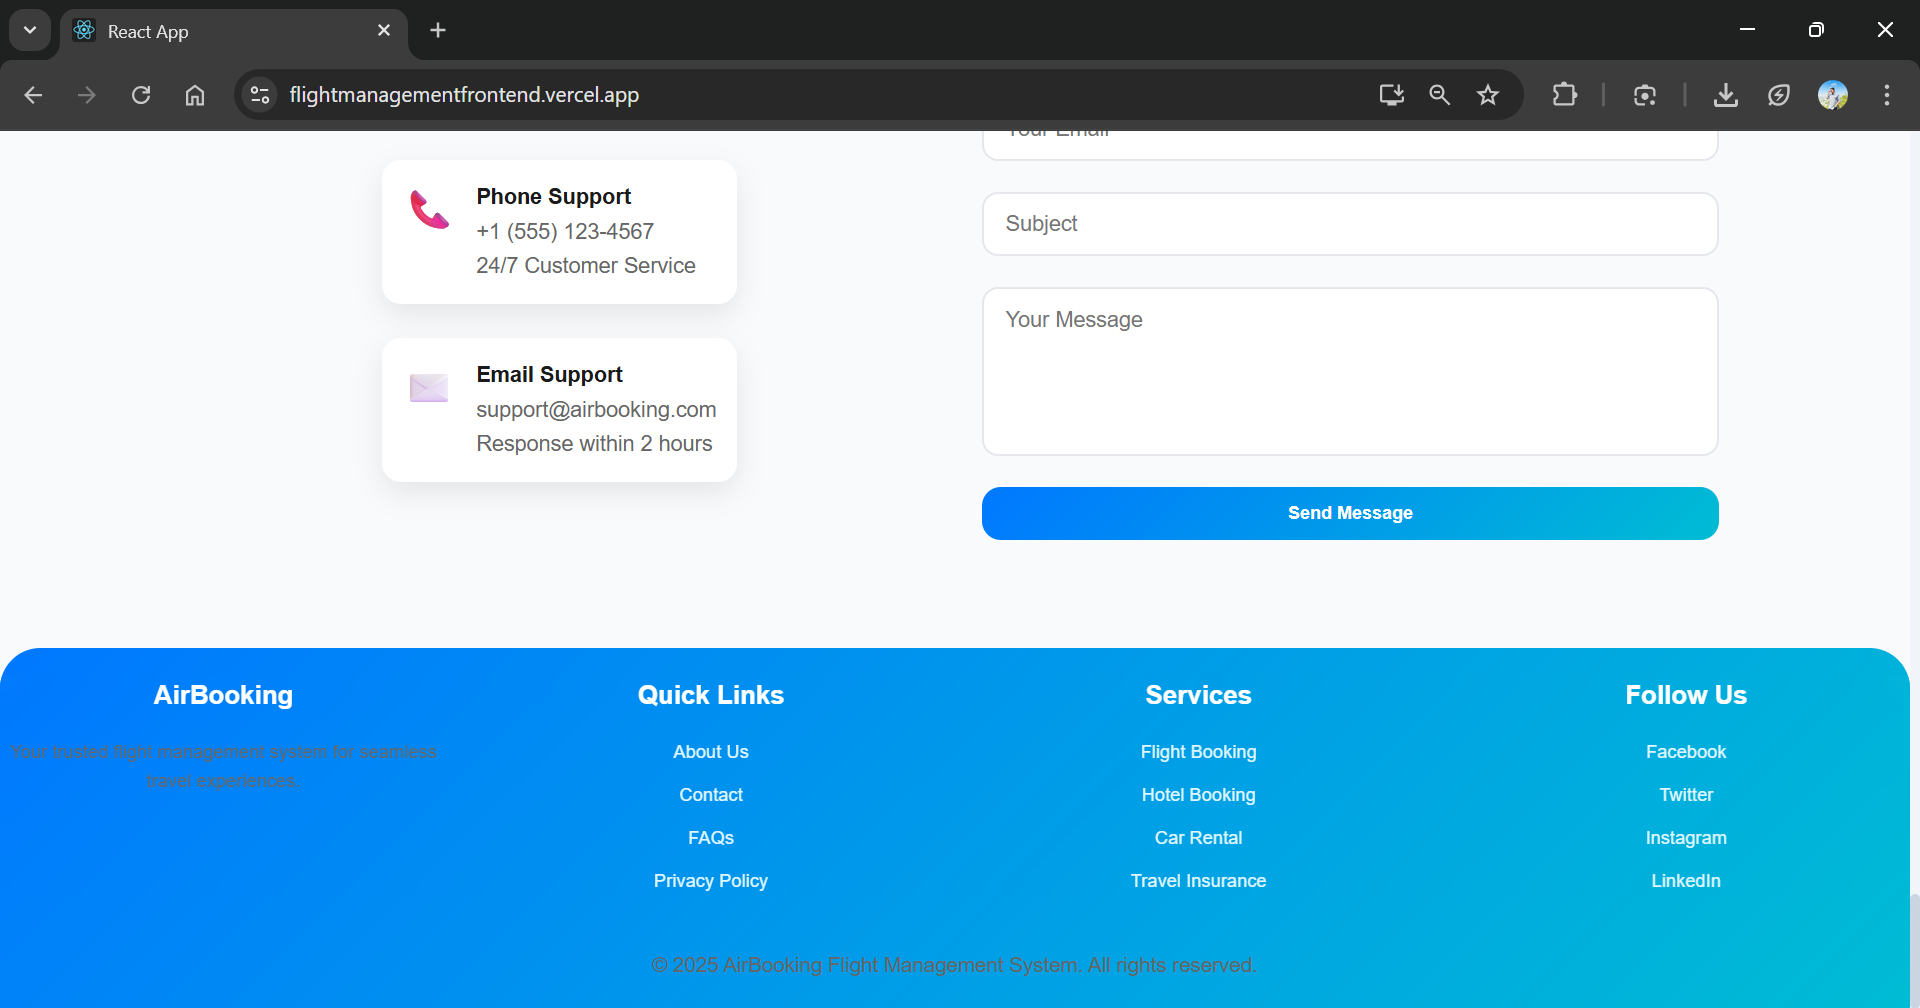 React App
flightmanagementfrontend.vercel.app
Your Email
Phone Support
+1 (555) 123-4567
24/7 Customer Service
Email Support
support@airbooking.com
Response within 2 hours
Subject
Your Message
Send Message
AirBooking
Your trusted flight management system for seamless
travel experiences.
Quick Links
About Us
Contact
FAQs
Privacy Policy
Services
Flight Booking
Hotel Booking
Car Rental
Travel Insurance
Follow Us
Facebook
Twitter
Instagram
LinkedIn
© 2025 AirBooking Flight Management System. All rights reserved.